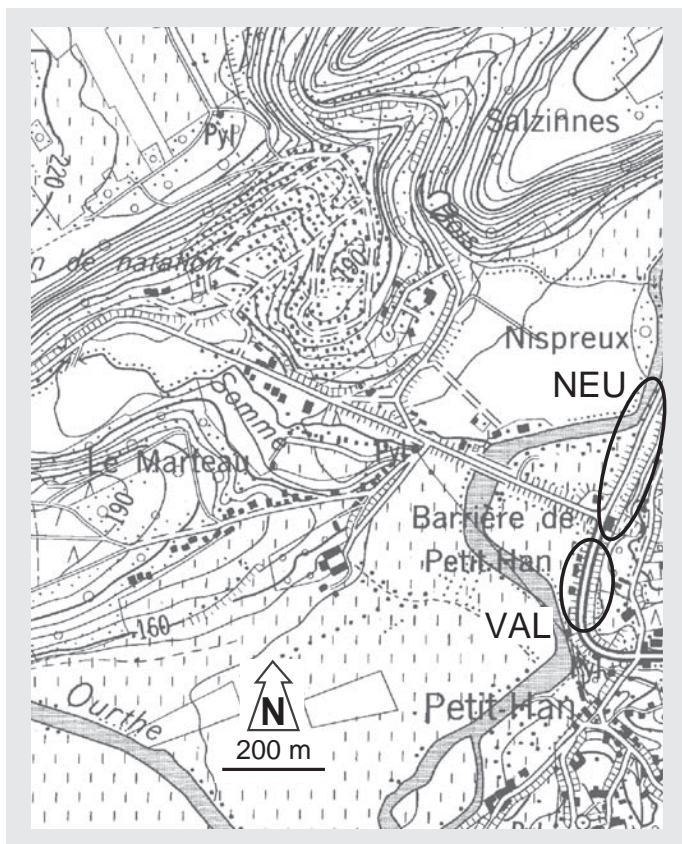 Salzinnes
Pyl
220
Bois
n de natation
190
Nispreux
NEU
Somme
Pyl
Le Marteau
190
Barrière de
Petit-Han
160
VAL
Ourthe
N
Petit-Han
200 m